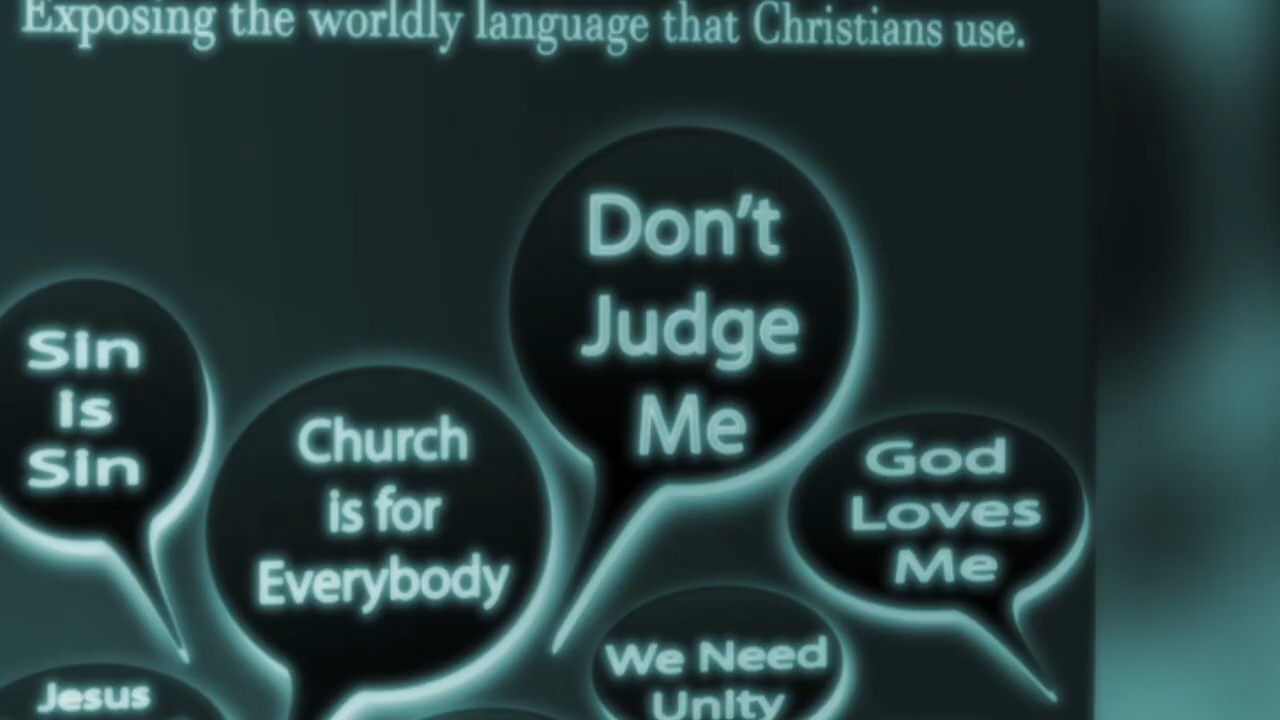 Exposing the worldly language that Christians use.
Don't
Judge
Me
Sin
is
Sin
Church
is for
Everybody
God
Loves
Me
We Need
Unity
Jesus